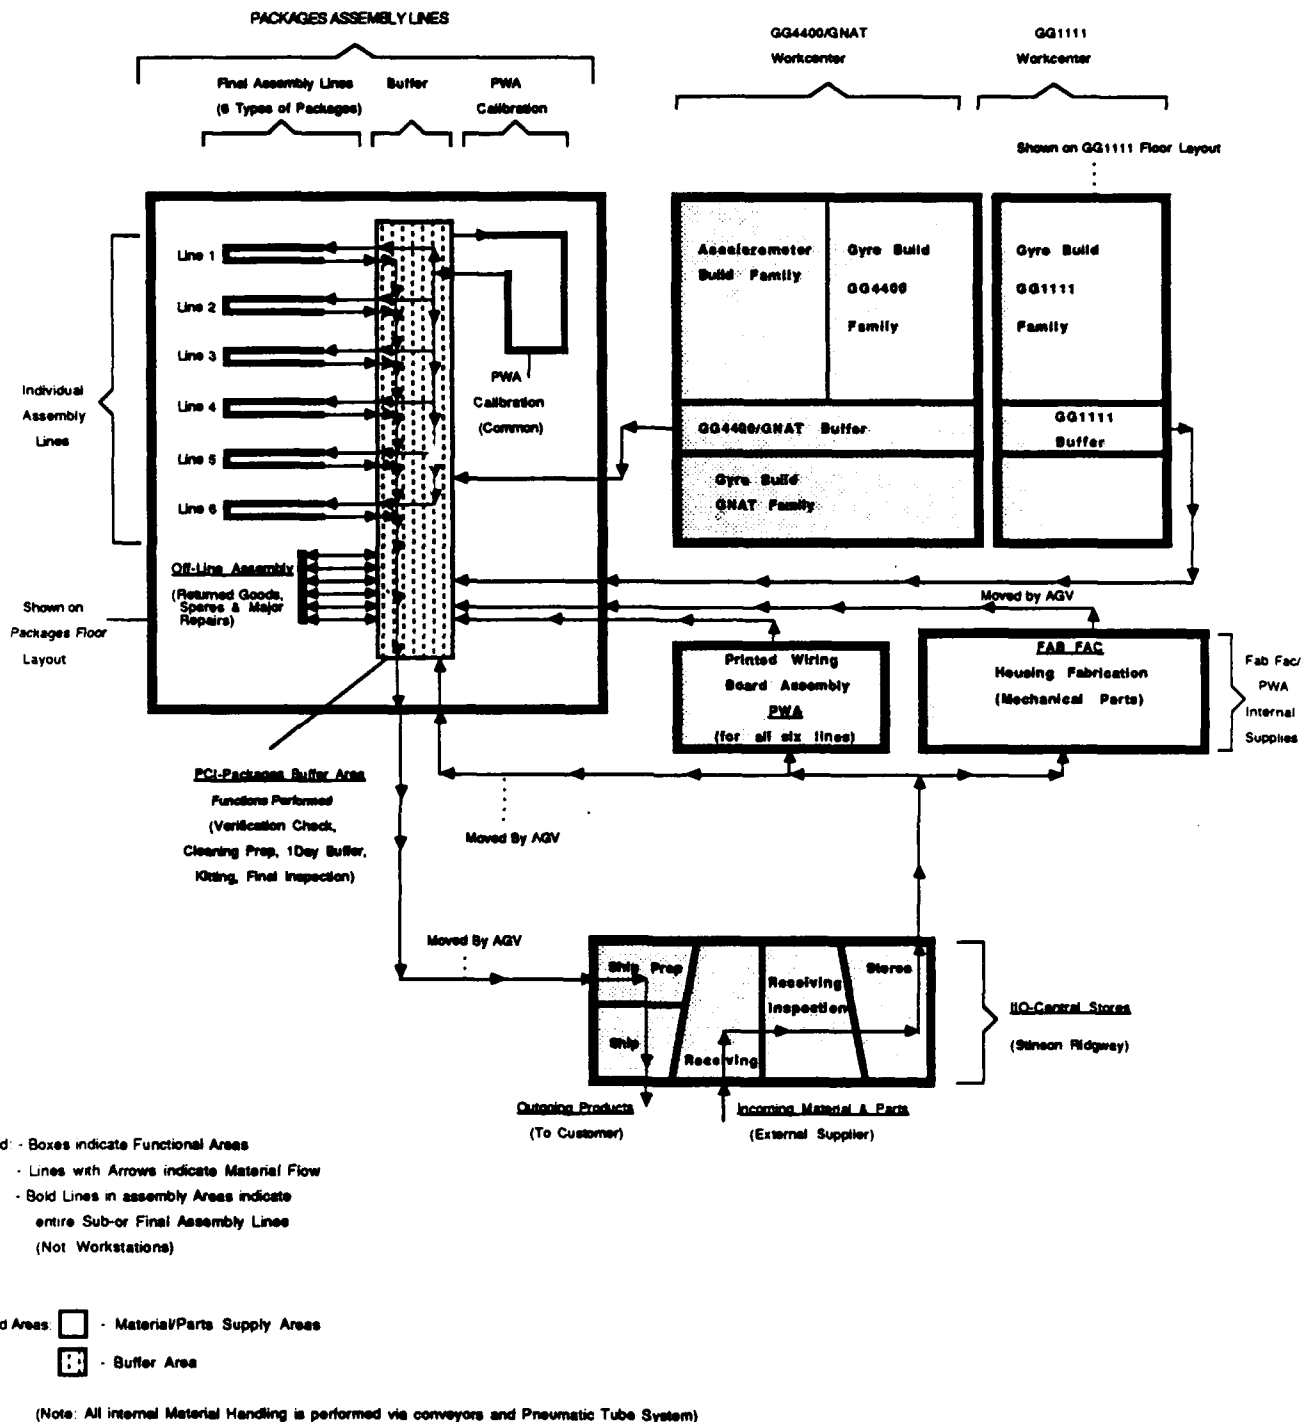 PACKAGES ASSEMBLY LINES
GG4400/GNAT
Workcenter
GG1111
Workcenter
Final Assembly Lines
(6 Types of Packages)
Buffer
PWA
Calibration
Shown on GG1111 Floor Layout
Individual
Assembly
Lines
Line 1
Line 2
Line 3
Line 4
Line 5
Line 6
PWA
Calibration
(Common)
Accelerometer
Build Family
Gyro Build
GG4400
Family
GG4400/GNAT Buffer
Gyro Build
GNAT Family
Gyro Build
GG1111
Family
GG1111
Buffer
Off-Line Assembly
(Returned Goods,
Spares & Major
Repairs)
Shown on
Packages Floor
Layout
Moved by AGV
Printed Wiring
Board Assembly
PWA
(for all six lines)
FAB FAC
Housing Fabrication
(Mechanical Parts)
Fab Fac/
PWA
Internal
Supplies
PCI-Packages Buffer Area
Functions Performed
(Verification Check,
Cleaning Prep, 1Day Buffer,
Kitting, Final Inspection)
Moved By AGV
Moved By AGV
Ship Prep
Ship
Receiving
Receiving
Inspection
Stores
IIO-Central Stores
(Stinson Ridgway)
Outgoing Products
(To Customer)
Incoming Material & Parts
(External Supplier)
d: - Boxes indicate Functional Areas
- Lines with Arrows indicate Material Flow
- Bold Lines in assembly Areas indicate
entire Sub-or Final Assembly Lines
(Not Workstations)
d Areas: - Material/Parts Supply Areas
- Buffer Area
(Note: All internal Material Handling is performed via conveyors and Pneumatic Tube System)